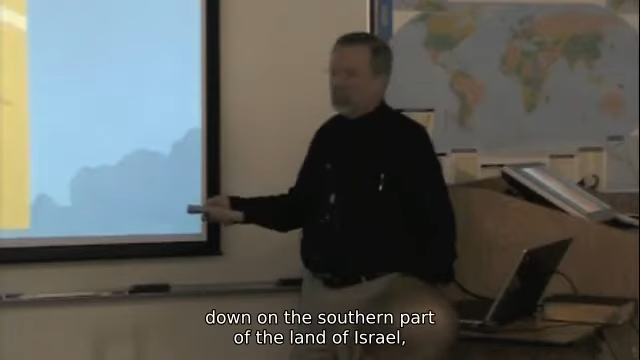 down on the southern part
of the land of Israel,